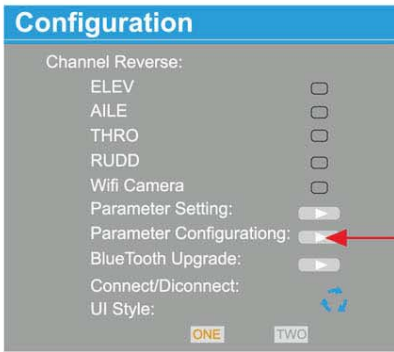 Configuration
Channel Reverse:
ELEV
AILE
THRO
RUDD
Wifi Camera
Parameter Setting:
Parameter Configurationg:
BlueTooth Upgrade:
Connect/Diconnect:
UI Style:
ONE TWO